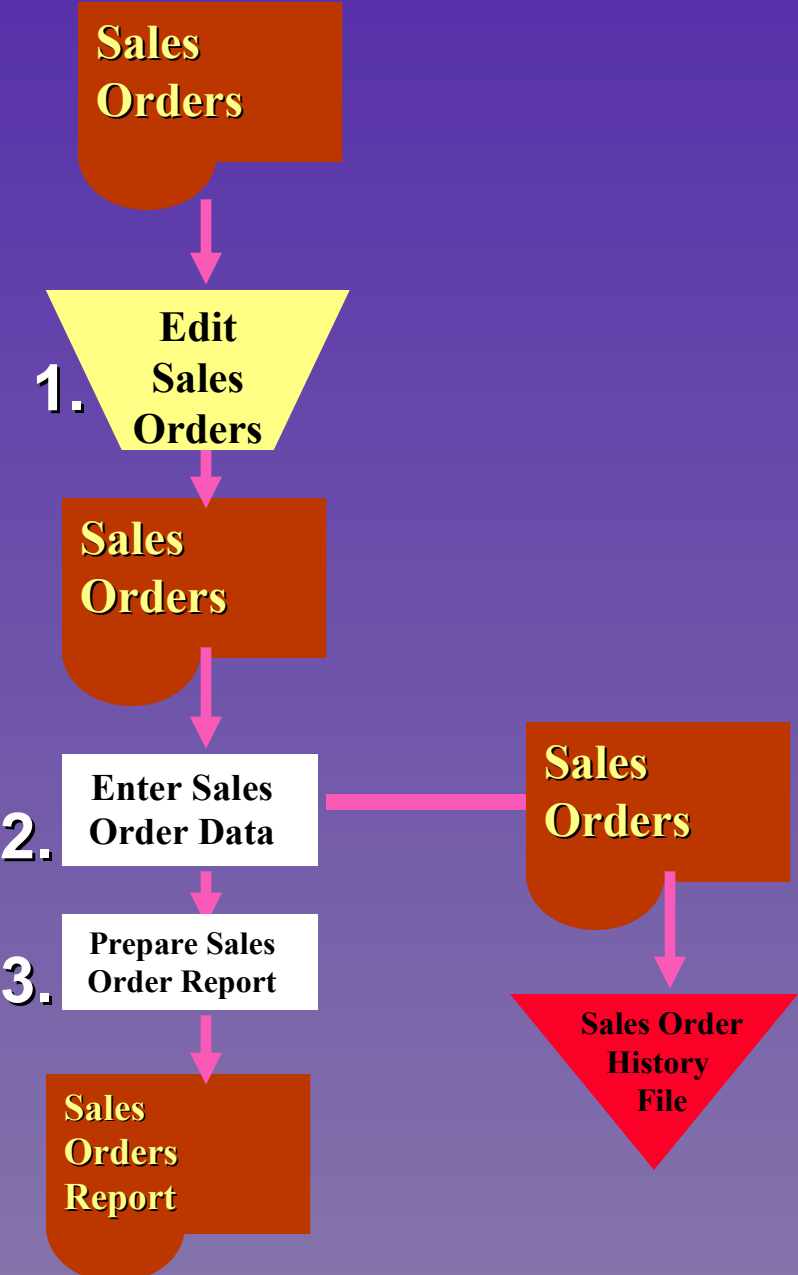 Sales
Orders
Edit
Sales
Orders
1.
Sales
Orders
Enter Sales
Order Data
2.
Sales
Orders
Prepare Sales
Order Report
3.
Sales Order
History
File
Sales
Orders
Report